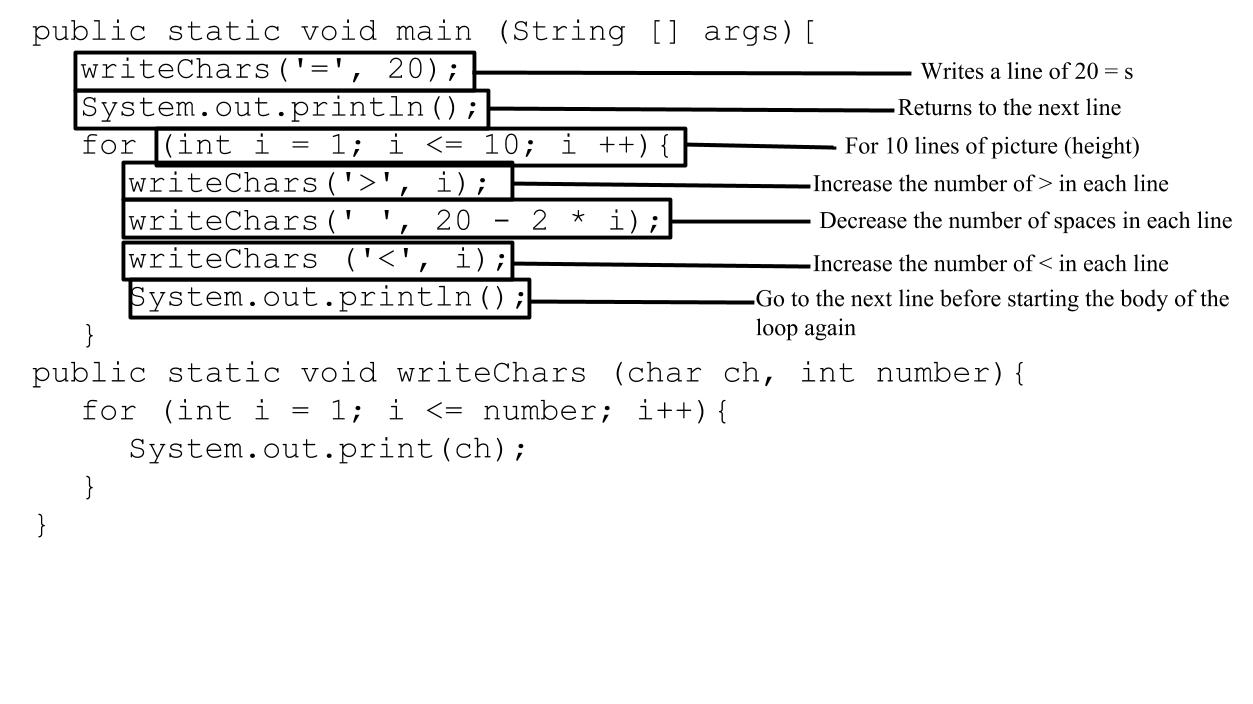 public static void main (String [] args)[
writeChars('=', 20); Writes a line of 20 = s
System.out.println(); Returns to the next line
for (int i = 1; i <= 10; i ++){ For 10 lines of picture (height)
writeChars('>', i); Increase the number of > in each line
writeChars(' ', 20 - 2 * i); Decrease the number of spaces in each line
writeChars ('<', i); Increase the number of < in each line
System.out.println(); Go to the next line before starting the body of the
loop again
}
public static void writeChars (char ch, int number){
for (int i = 1; i <= number; i++){
System.out.print(ch);
}
}